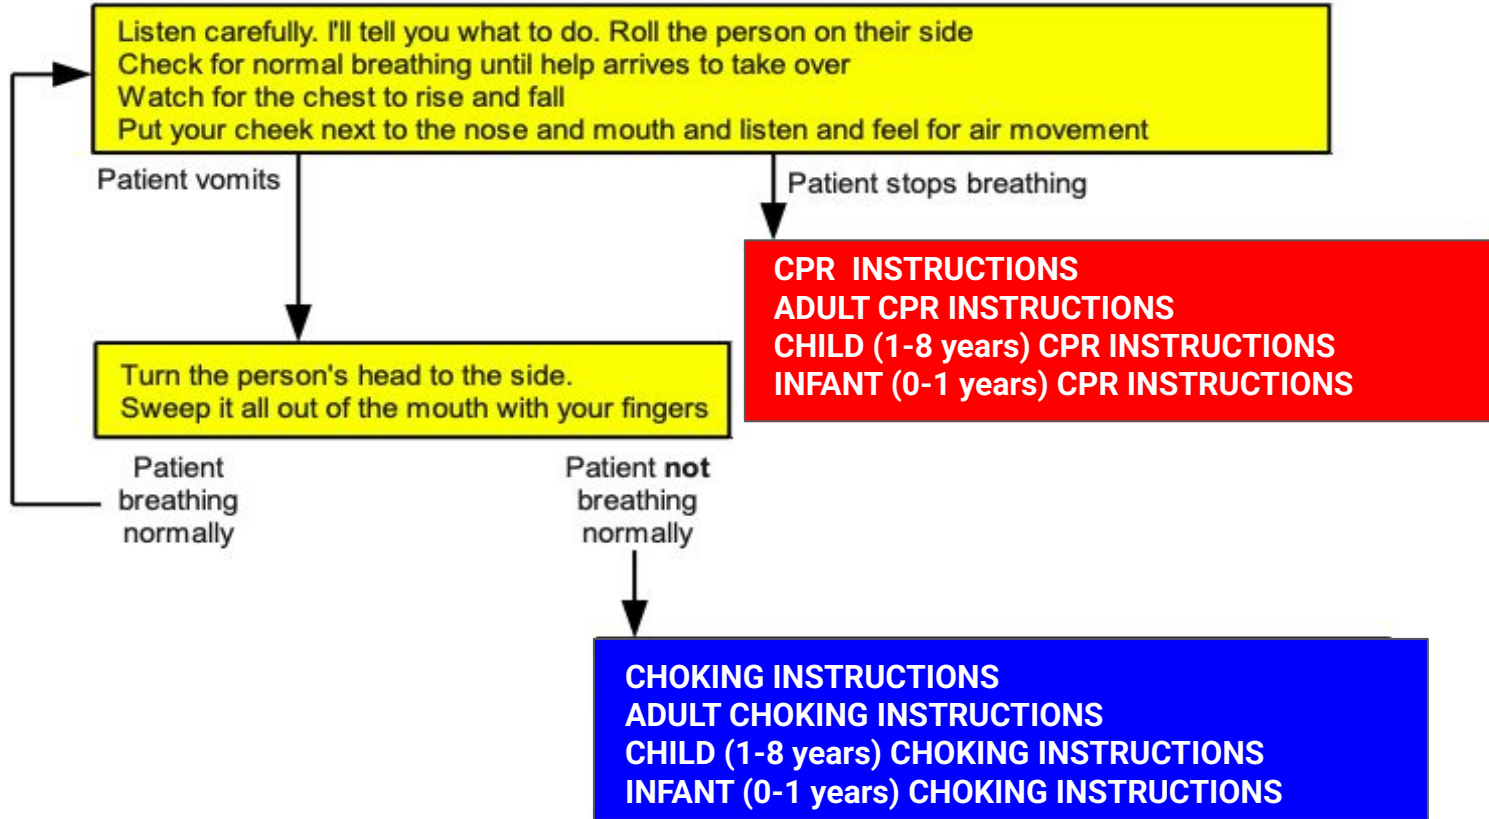 Listen carefully. I'll tell you what to do. Roll the person on their side
Check for normal breathing until help arrives to take over
Watch for the chest to rise and fall
Put your cheek next to the nose and mouth and listen and feel for air movement
Patient vomits
Patient stops breathing
CPR INSTRUCTIONS
ADULT CPR INSTRUCTIONS
CHILD (1-8 years) CPR INSTRUCTIONS
INFANT (0-1 years) CPR INSTRUCTIONS
Turn the person's head to the side.
Sweep it all out of the mouth with your fingers
Patient
breathing
normally
Patient not
breathing
normally
CHOKING INSTRUCTIONS
ADULT CHOKING INSTRUCTIONS
CHILD (1-8 years) CHOKING INSTRUCTIONS
INFANT (0-1 years) CHOKING INSTRUCTIONS